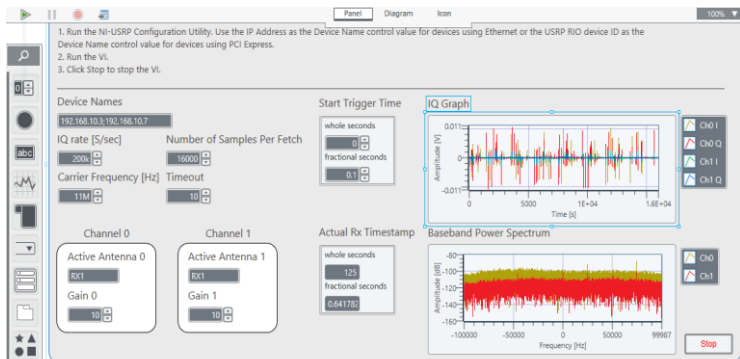 Panel Diagram Icon 100%
1. Run the NI-USRP Configuration Utility. Use the IP Address as the Device Name control value for devices using Ethernet or the USRP RIO device ID as the
Device Name control value for devices using PCI Express.
2. Run the VI.
3. Click Stop to stop the VI.
Device Names
192.168.10.3;192.168.10.7
IQ rate [S/sec] Number of Samples Per Fetch
200k 16000
Carrier Frequency [Hz] Timeout
11M 10
Start Trigger Time
whole seconds
0
fractional seconds
0.1
IQ Graph
Amplitude [V]
0.011
0
-0.011
0 5000 1E+04 1.6E+04
Time [s]
Ch0 I
Ch0 Q
Ch1 I
Ch1 Q
abc
Channel 0
Active Antenna 0
RX1
Gain 0
10
Channel 1
Active Antenna 1
RX1
Gain 1
10
Actual Rx Timestamp
whole seconds
125
fractional seconds
0.641782
Baseband Power Spectrum
Amplitude [dB]
-80
-100
-120
-140
-160
-100000 -50000 0 50000 99987
Frequency [Hz]
Ch0
Ch1
Stop